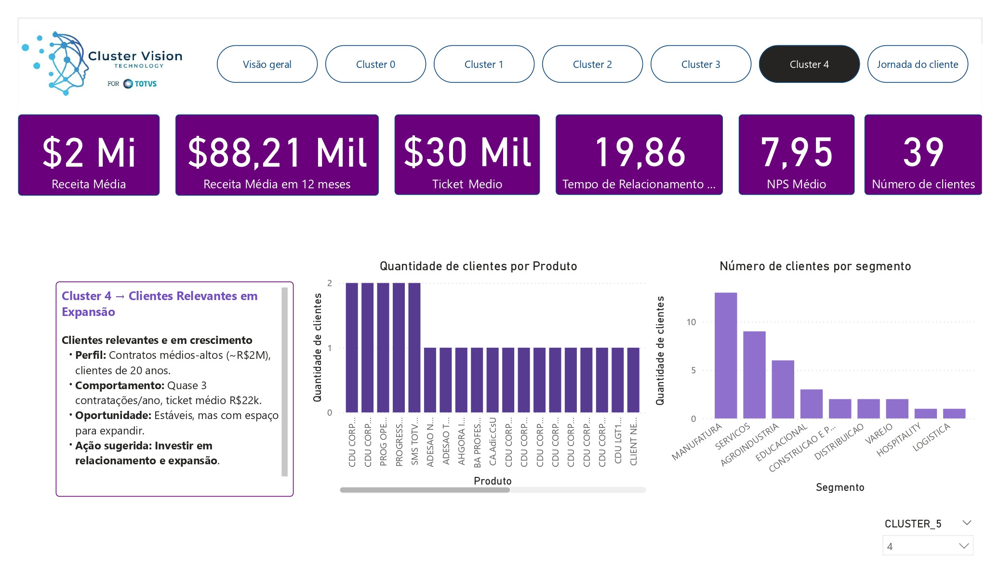 Cluster Vision
TECHNOLOGY
FOR TOTVS
Visão geral
Cluster 0
Cluster 1
Cluster 2
Cluster 3
Cluster 4
Jornada do cliente
$2 Mi
Receita Média
$88,21 Mil
Receita Média em 12 meses
$30 Mil
Ticket Medio
19,86
Tempo de Relacionamento ...
7,95
NPS Médio
39
Número de clientes
Cluster 4 → Clientes Relevantes em
Expansão
Clientes relevantes e em crescimento
• Perfil: Contratos médios-altos (~R$2M),
clientes de 20 anos.
• Comportamento: Quase 3
contratações/ano, ticket médio R$22k.
• Oportunidade: Estáveis, mas com espaço
para expandir.
• Ação sugerida: Investir em
relacionamento e expansão.
Quantidade de clientes por Produto
Quantidade de clientes
2
1
0
CDU CORP...
CDU CORP...
PROG OPE...
PROGRESS...
SMS TOTV...
ADESAO N...
ADESAO T...
AHGORA I...
BA PROFES...
CA.Adic.CsU
CDU CORP...
CDU CORP...
CDU CORP...
CDU CORP...
CDU CORP...
CDU CORP...
CDU CORP...
CDU LGT1...
CLIENT NE...
Produto
Número de clientes por segmento
Quantidade de clientes
10
5
0
MANUFATURA
SERVICOS
AGROINDUSTRIA
EDUCACIONAL
CONSTRUCAO E P...
DISTRIBUICAO
VAREJO
HOSPITALITY
LOGISTICA
Segmento
CLUSTER_5
4